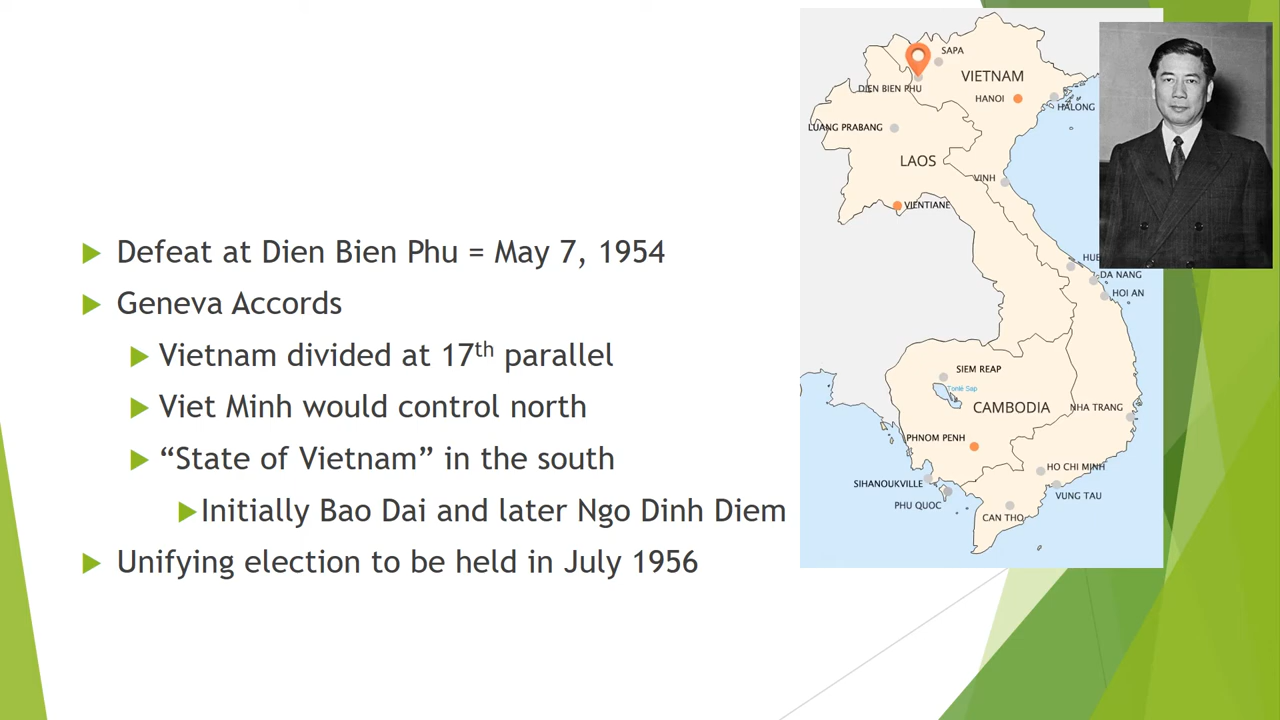 Defeat at Dien Bien Phu = May 7, 1954
Geneva Accords
Vietnam divided at 17th parallel
Viet Minh would control north
“State of Vietnam” in the south
Initially Bao Dai and later Ngo Dinh Diem
Unifying election to be held in July 1956
SAPA
VIETNAM
DIEN BIEN PHU
HANOI
HALONG
LUANG PRABANG
LAOS
VINH
VIENTIANE
HUE
DA NANG
HOI AN
SIEM REAP
Tonlé Sap
CAMBODIA
NHA TRANG
PHNOM PENH
HO CHI MINH
SIHANOUKVILLE
VUNG TAU
PHU QUOC
CAN THO